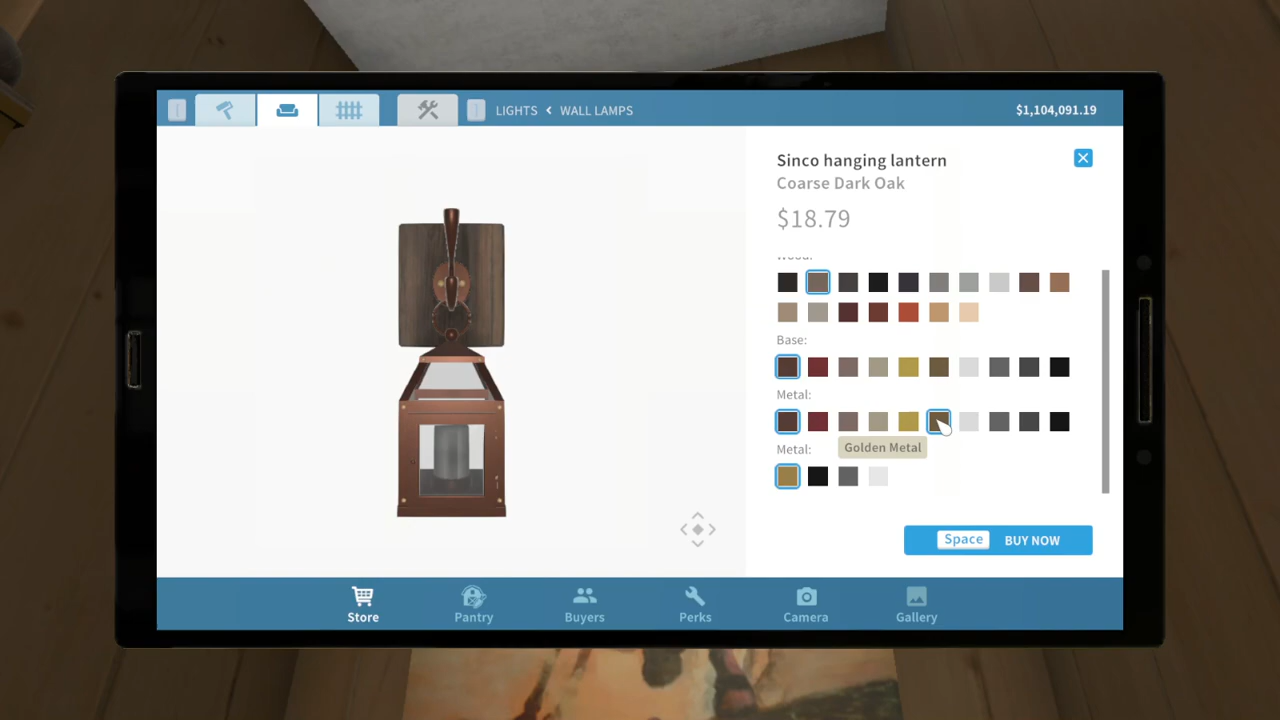 LIGHTS < WALL LAMPS
$1,104,091.19
Sinco hanging lantern
Coarse Dark Oak
$18.79
Base:
Metal:
Golden Metal
Metal:
Space BUY NOW
Store Pantry Buyers Perks Camera Gallery